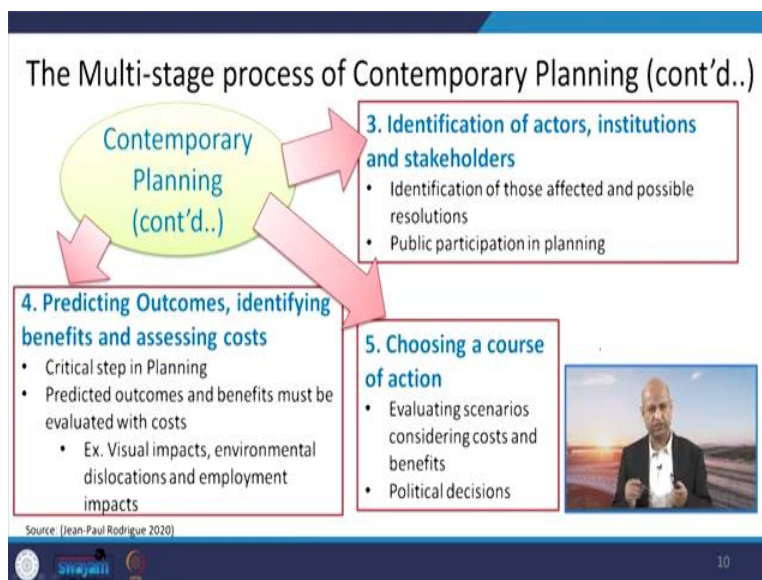 The Multi-stage process of Contemporary Planning (cont'd..)
Contemporary
Planning
(cont'd..)
3. Identification of actors, institutions
and stakeholders
• Identification of those affected and possible
resolutions
• Public participation in planning
4. Predicting Outcomes, identifying
benefits and assessing costs
• Critical step in Planning
• Predicted outcomes and benefits must be
evaluated with costs
• Ex. Visual impacts, environmental
dislocations and employment
impacts
5. Choosing a course
of action
• Evaluating scenarios
considering costs and
benefits
• Political decisions
Source: (Jean-Paul Rodrigue 2020)
swayam
10